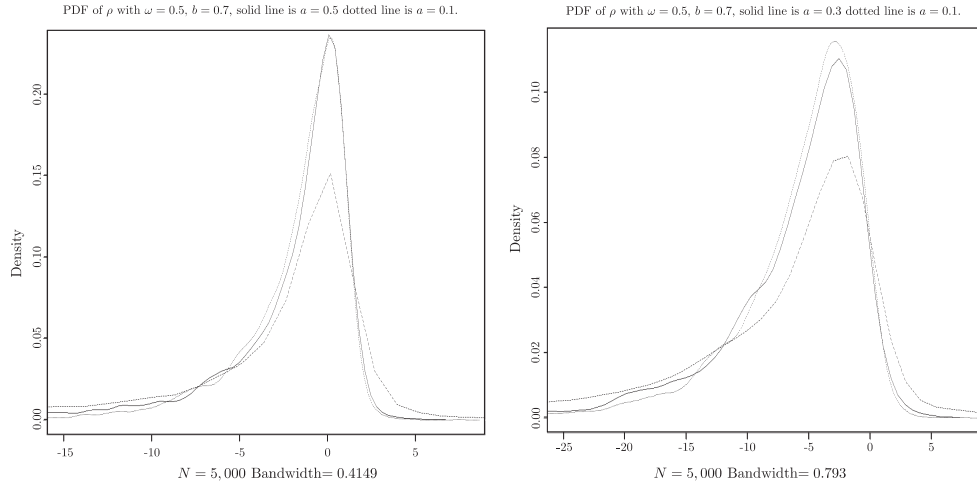 PDF of ρ with ω = 0.5, b = 0.7, solid line is a = 0.5 dotted line is a = 0.1.
Density
0.20
0.15
0.10
0.05
0.00
-15 -10 -5 0 5
N = 5,000 Bandwidth= 0.4149
PDF of ρ with ω = 0.5, b = 0.7, solid line is a = 0.3 dotted line is a = 0.1.
Density
0.10
0.08
0.06
0.04
0.02
0.00
-25 -20 -15 -10 -5 0 5
N = 5,000 Bandwidth= 0.793